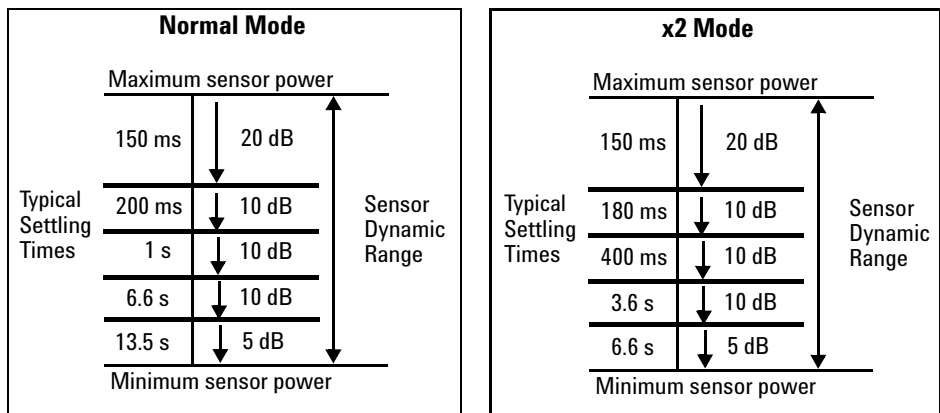 Normal Mode
Maximum sensor power
150 ms 20 dB
200 ms 10 dB
1 s 10 dB
6.6 s 10 dB
13.5 s 5 dB
Typical
Settling
Times
Sensor
Dynamic
Range
Minimum sensor power
x2 Mode
Maximum sensor power
150 ms 20 dB
180 ms 10 dB
400 ms 10 dB
3.6 s 10 dB
6.6 s 5 dB
Typical
Settling
Times
Sensor
Dynamic
Range
Minimum sensor power